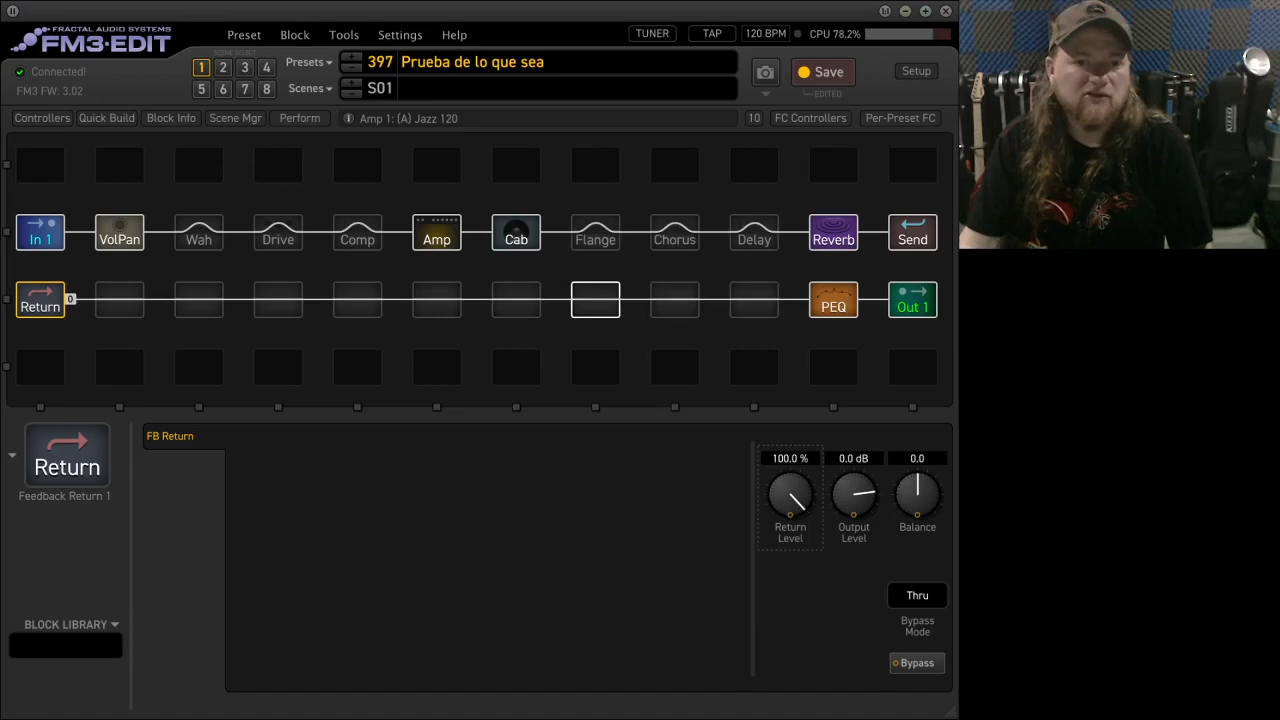 FRACTAL AUDIO SYSTEMS
FM3-EDIT
Preset Block Tools Settings Help
TUNER TAP 120 BPM CPU 78.2%
Connected!
FM3 FW: 3.02
SCENE SELECT
1 2 3 4
5 6 7 8
Presets 397 Prueba de lo que sea
Scenes S01
Save
EDITED
Setup
Controllers Quick Build Block Info Scene Mgr Perform Amp 1: (A) Jazz 120 10 FC Controllers Per-Preset FC
In 1 VolPan Wah Drive Comp Amp Cab Flange Chorus Delay Reverb Send
Return 0 PEQ Out 1
Return
Feedback Return 1
BLOCK LIBRARY
FB Return
100.0 % 0.0 dB 0.0
Return Level Output Level Balance
Thru
Bypass Mode
Bypass